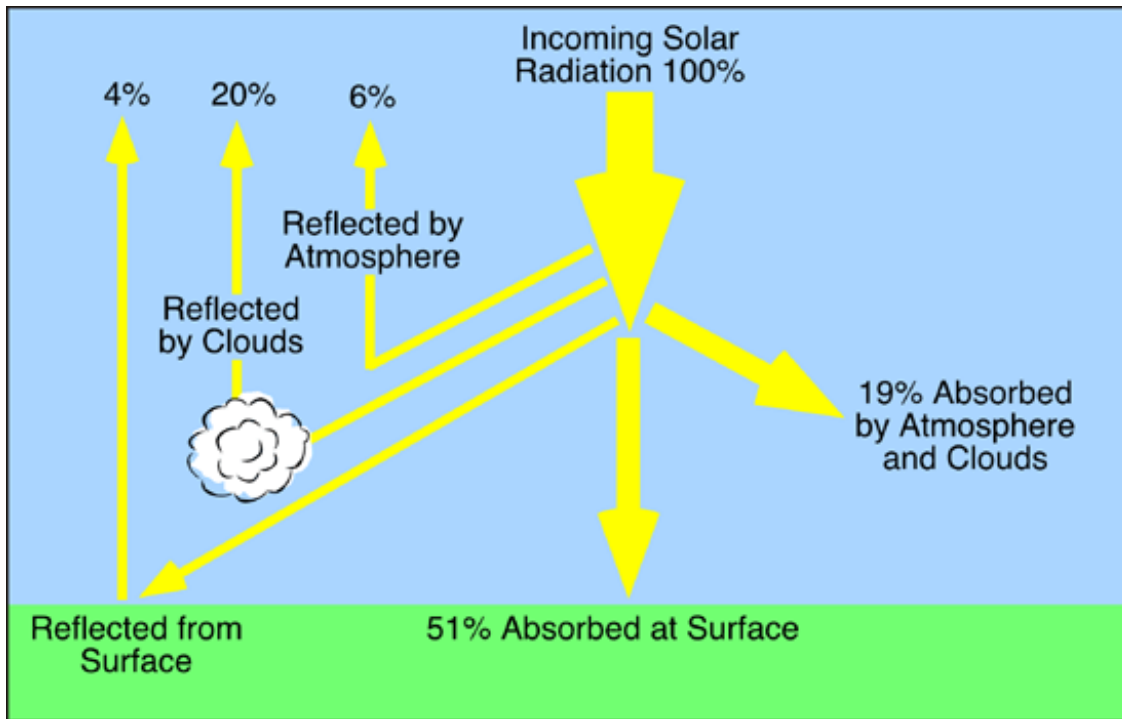 Incoming Solar
Radiation 100%
4%
20%
6%
Reflected by
Atmosphere
Reflected
by Clouds
19% Absorbed
by Atmosphere
and Clouds
Reflected from
Surface
51% Absorbed at Surface